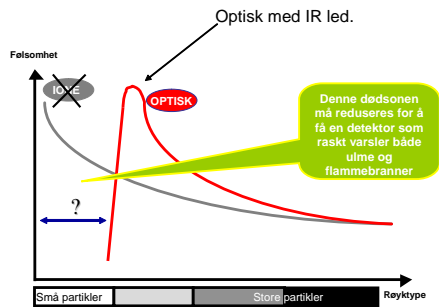 Optisk med IR led.
Følsomhet
IONE
OPTISK
Denne dødsonen
må reduseres for å
få en detektor som
raskt varsler både
ulme og
flammebranner
?
Små partikler
Store partikler
Røyktype